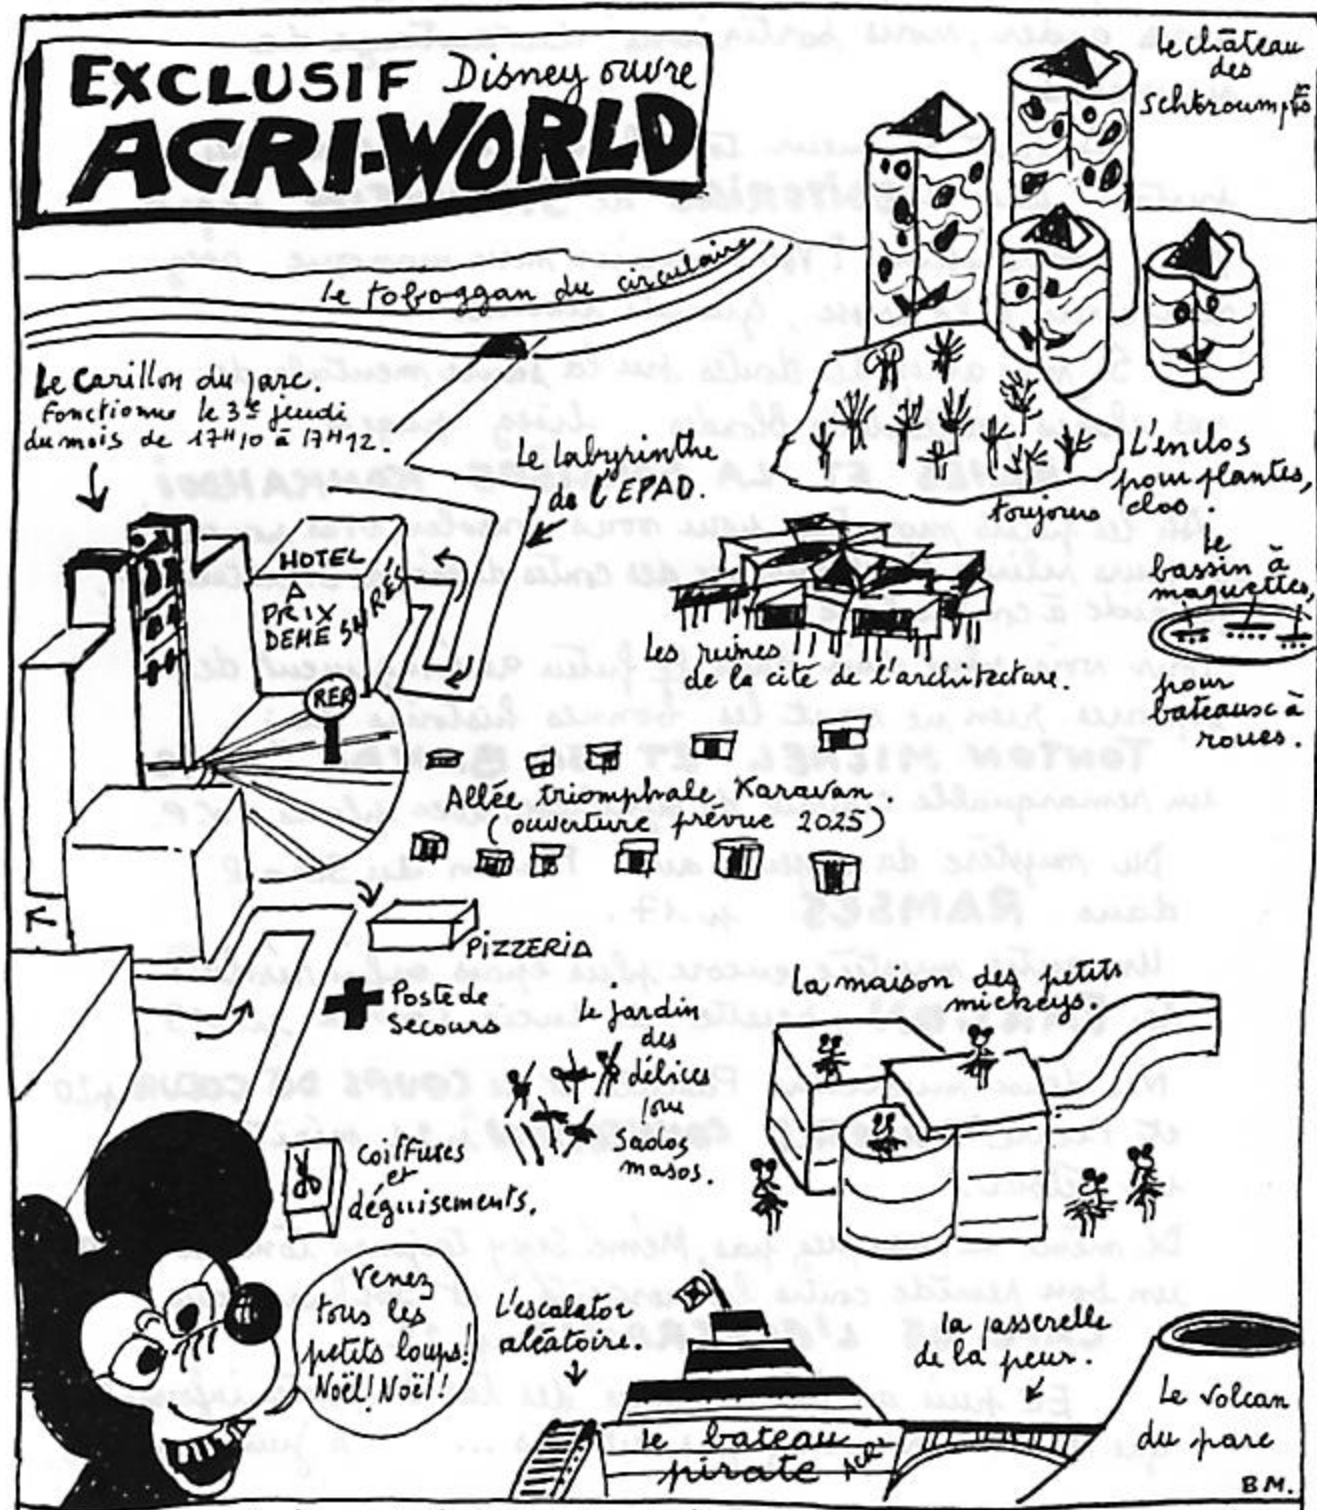 EXCLUSIF Disney ouvre
ACRI-WORLD
le château
des
Schtroumpfs
le toboggan du circulaire
Le Carillon du parc.
Fonctionne le 3e jeudi
du mois de 17H10 à 17H12.
Le labyrinthe
de l'EPAD.
L'enclos
pour plantes,
toujours clos.
HOTEL
A
PRIX
DEME SU RÉS
le
bassin à
maquettes,
pour
bateaux à
roues.
les ruines
de la cité de l'architecture.
RER
Allée triomphale, Karavan.
(ouverture prévue 2025)
PIZZERIA
Poste de
secours
le jardin
des
délices
pour
Sados
masos.
la maison des petits
mickeys.
Coiffures
et
déguisements.
Venez
tous les
petits loups!
Noël! Noël!
L'escalator
aléatoire.
le bateau
pirate
la passerelle
de la peur.
Le Volcan
du parc
B.M.